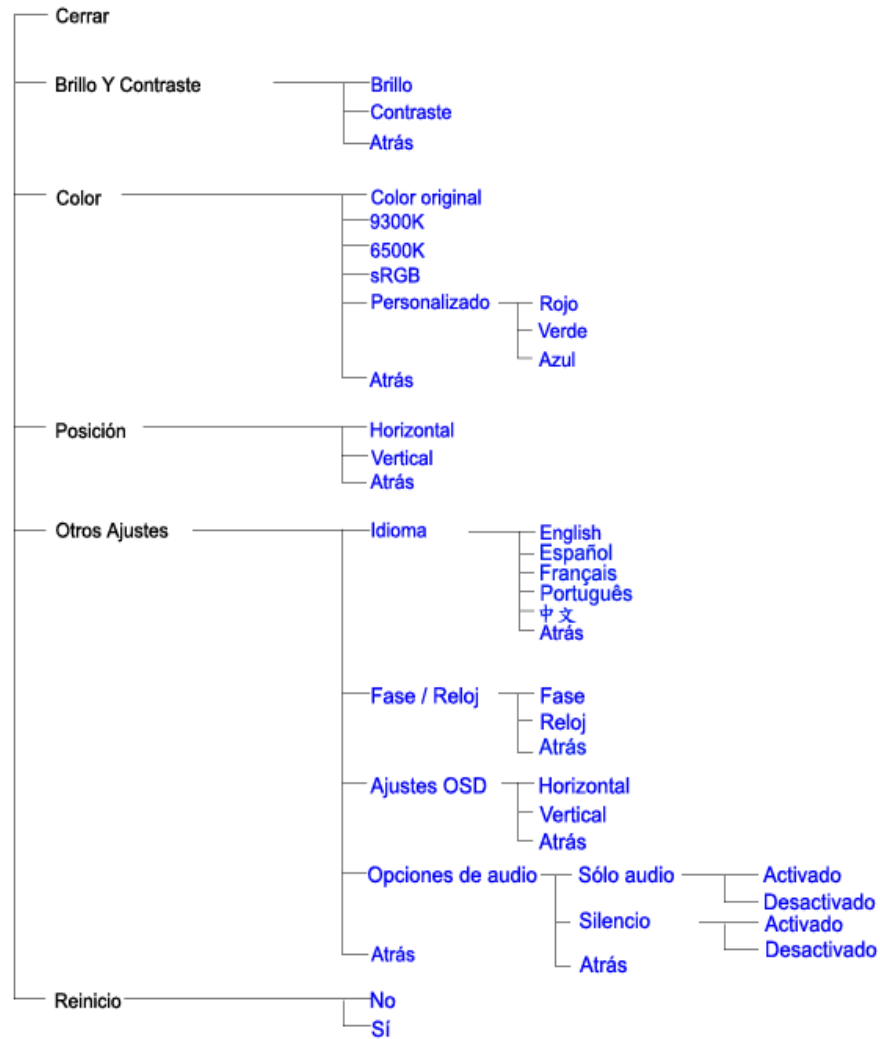 Cerrar
Brillo Y Contraste
Brillo
Contraste
Atrás
Color
Color original
9300K
6500K
sRGB
Personalizado
Rojo
Verde
Azul
Atrás
Posición
Horizontal
Vertical
Atrás
Otros Ajustes
Idioma
English
Español
Français
Português
中文
Atrás
Fase / Reloj
Fase
Reloj
Atrás
Ajustes OSD
Horizontal
Vertical
Atrás
Opciones de audio
Sólo audio
Activado
Desactivado
Silencio
Activado
Desactivado
Atrás
Atrás
Reinicio
No
Sí